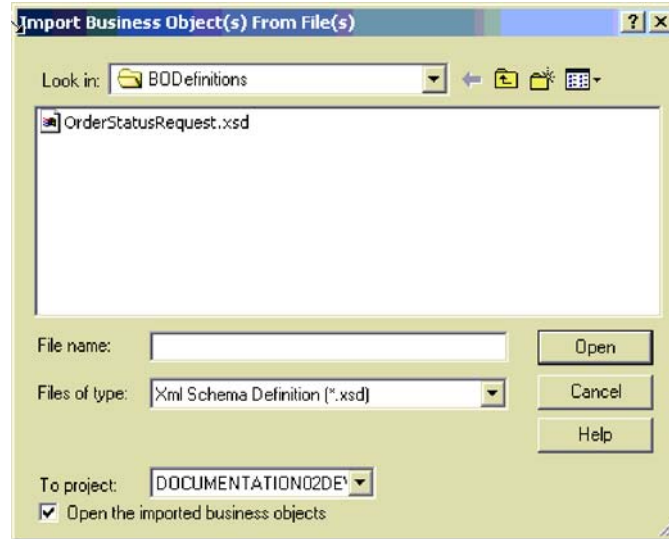 Import Business Object(s) From File(s)
Look in: BODefinitions
OrderStatusRequest.xsd
File name:
Open
Files of type: Xml Schema Definition (*.xsd)
Cancel
Help
To project: DOCUMENTATION02DEV
Open the imported business objects